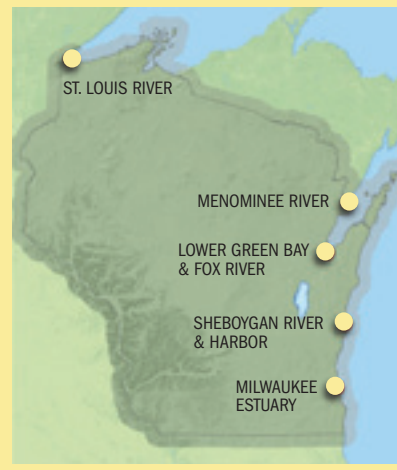 ST. LOUIS RIVER
MENOMINEE RIVER
LOWER GREEN BAY
& FOX RIVER
SHEBOYGAN RIVER
& HARBOR
MILWAUKEE
ESTUARY